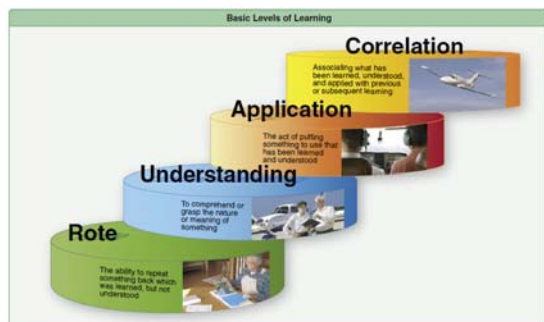 Basic Levels of Learning
Correlation
Associating what has
been learned, understood,
and applied with previous
or subsequent learning
Application
The act of putting
something to use that
has been learned
and understood
Understanding
To comprehend or
grasp the nature
or meaning of
something
Rote
The ability to repeat
something back which
was learned, but not
understood